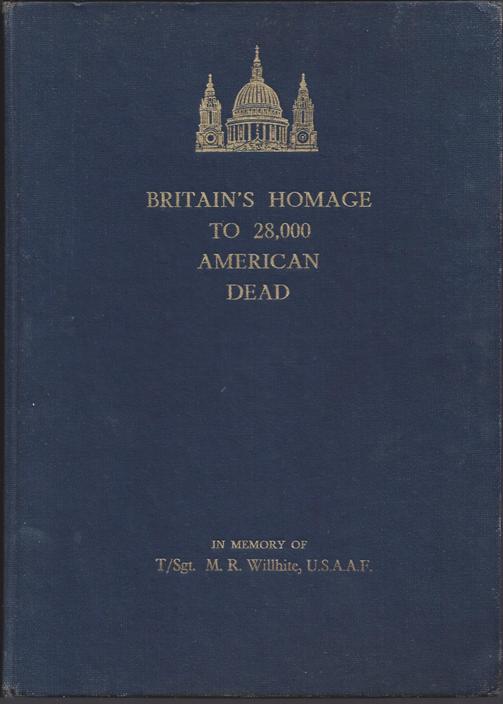 BRITAIN'S HOMAGE
TO 28,000
AMERICAN
DEAD
IN MEMORY OF
T/Sgt. M. R. Willhite, U.S.A.A.F.